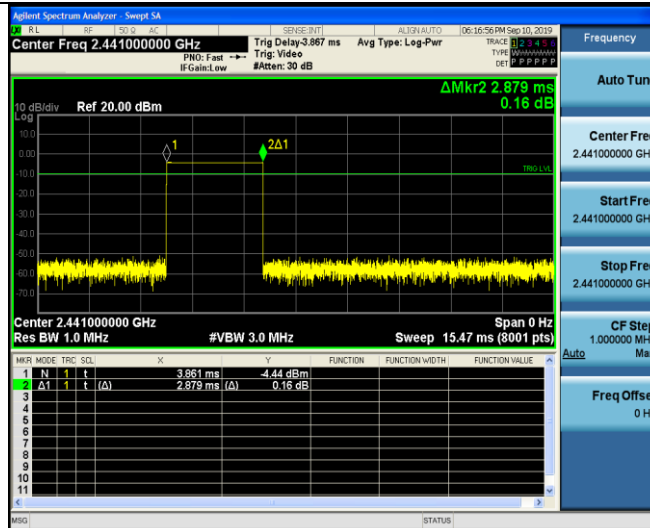 Agilent Spectrum Analyzer - Swept SA
LXI RL RF 50 Ω AC SENSE:INT ALIGN AUTO 06:16:56 PM Sep 10, 2019
Center Freq 2.441000000 GHz
PNO: Fast
IFGain:Low
Trig Delay-3.867 ms
Trig: Video
#Atten: 30 dB
Avg Type: Log-Pwr
TRACE 1 2 3 4 5 6
TYPE
DET P P P P P P
ΔMkr2 2.879 ms
0.16 dB
10 dB/div Ref 20.00 dBm
Log
10.0
0.00
-10.0
-20.0
-30.0
-40.0
-50.0
-60.0
-70.0
1
2Δ1
TRIG LVL
Center 2.441000000 GHz Span 0 Hz
Res BW 1.0 MHz #VBW 3.0 MHz Sweep 15.47 ms (8001 pts)
MKR MODE TRC SCL X Y FUNCTION FUNCTION WIDTH FUNCTION VALUE
1 N 1 t 3.861 ms -4.44 dBm
2 Δ1 1 t (Δ) 2.879 ms (Δ) 0.16 dB
3
4
5
6
7
8
9
10
11
MSG STATUS
Frequency
Auto Tun
Center Fre
2.441000000 GH
Start Fre
2.441000000 GH
Stop Fre
2.441000000 GH
CF Step
1.000000 MH
Auto Ma
Freq Offse
0 H